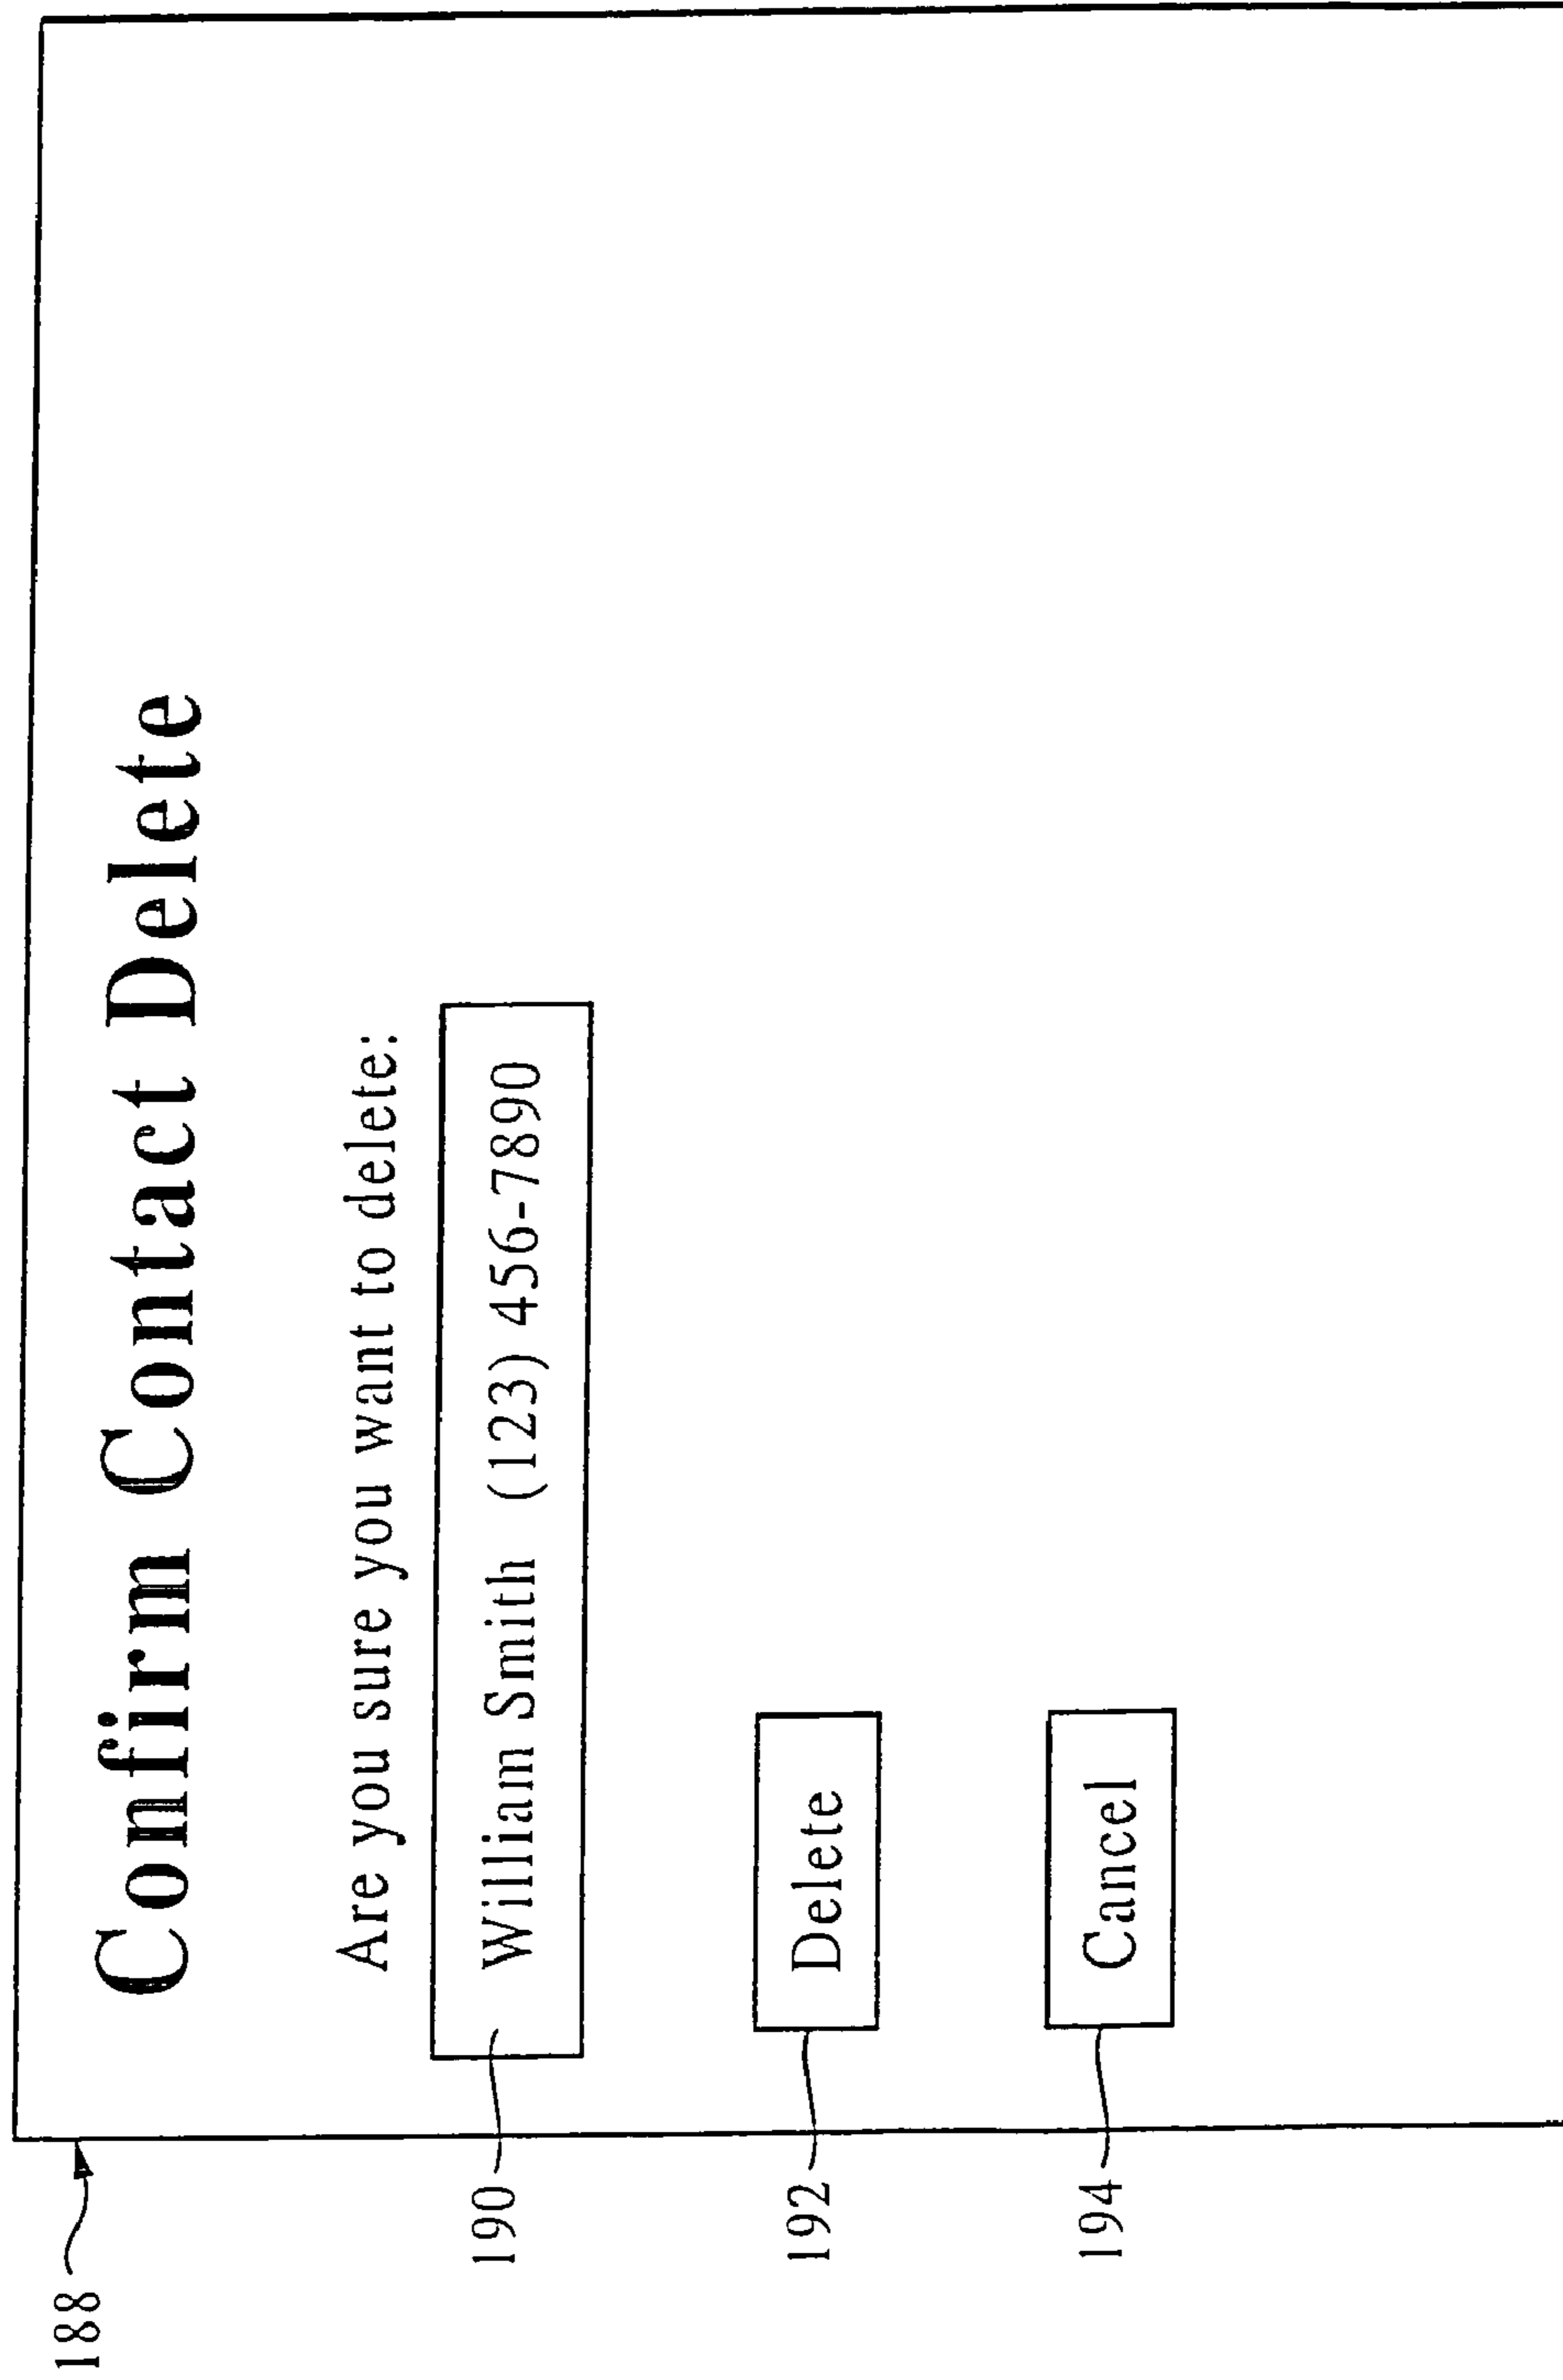 188
Confirm Contact Delete
Are you sure you want to delete:
190
William Smith (123) 456-7890
192
Delete
194
Cancel